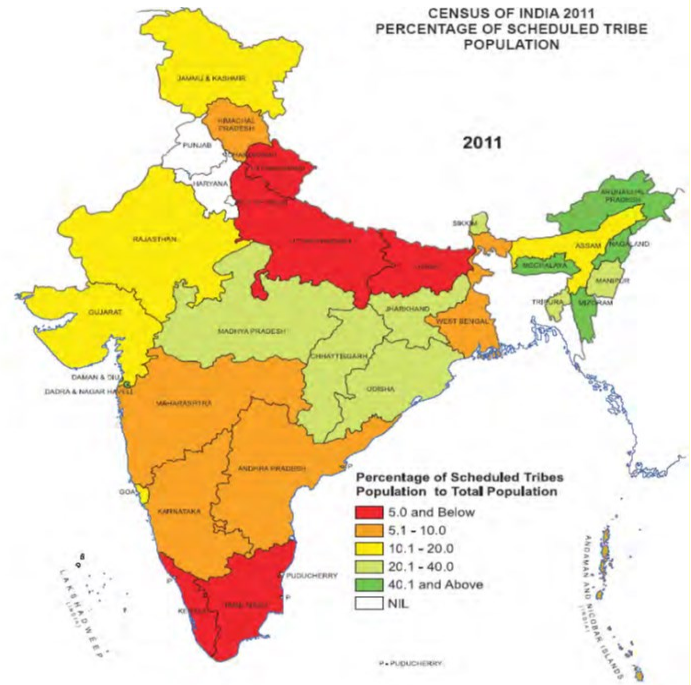 CENSUS OF INDIA 2011
PERCENTAGE OF SCHEDULED TRIBE
POPULATION
2011
JAMMU & KASHMIR
HIMACHAL
PRADESH
PUNJAB
HARYANA
RAJASTHAN
SIKKIM
ARUNACHAL
PRADESH
ASSAM
NAGALAND
MEGHALAYA
MANIPUR
TRIPURA
MIZORAM
GUJARAT
MADHYA PRADESH
JHARKHAND
WEST BENGAL
CHHATTISGARH
ODISHA
DAMAN & DIU
DADRA & NAGAR HAVELI
MAHARASHTRA
ANDHRA PRADESH
P
GOA
KARNATAKA
Percentage of Scheduled Tribes
Population to Total Population
5.0 and Below
5.1 - 10.0
10.1 - 20.0
20.1 - 40.0
40.1 and Above
NIL
LAKSHADWEEP
(INDIA)
P
PUDUCHERRY
P
TAMIL NADU
ANDAMAN AND NICOBAR ISLANDS
(INDIA)
P - PUDUCHERRY